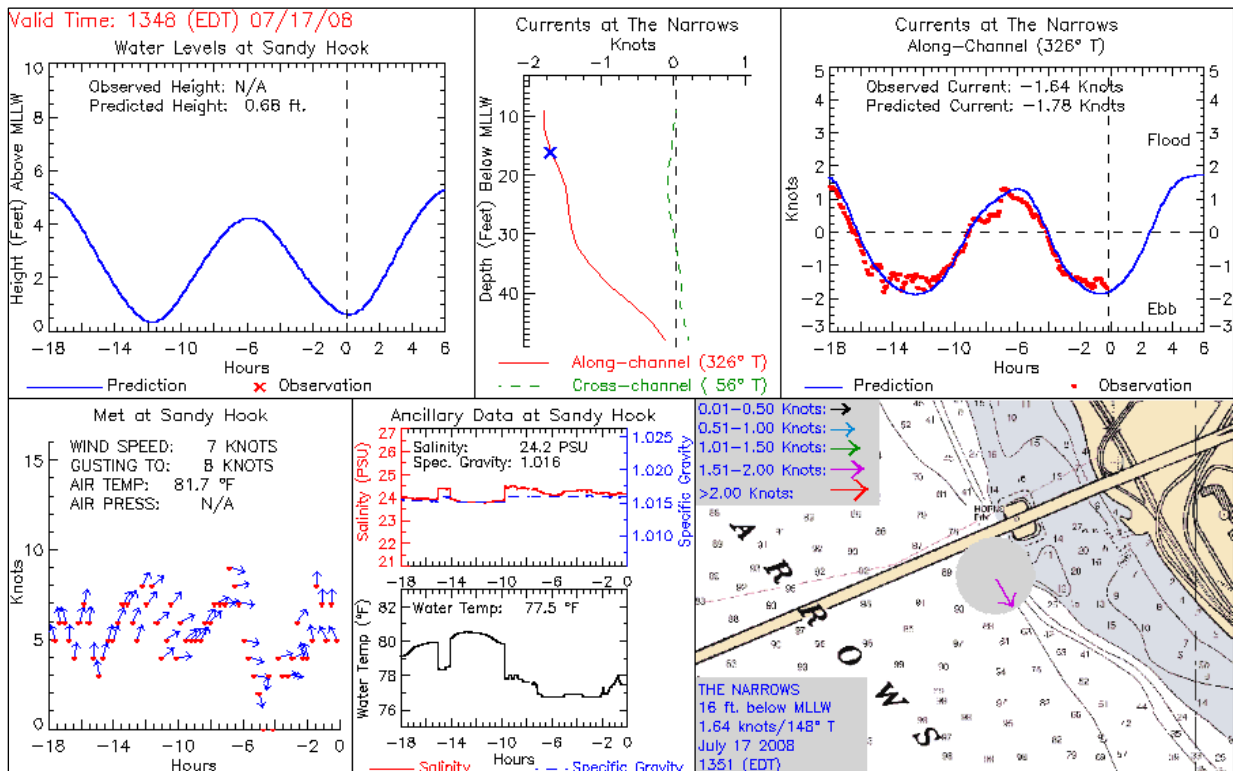 Valid Time: 1348 (EDT) 07/17/08
Water Levels at Sandy Hook
Observed Height: N/A
Predicted Height: 0.68 ft.
Height (Feet) Above MLLW
10
8
6
4
2
0
-18 -14 -10 -6 -2 0 2 6
Hours
Prediction Observation
Currents at The Narrows
Knots
-2 -1 0 1
Depth (Feet) Below MLLW
10
20
30
40
Along-channel (326° T)
Cross-channel ( 56° T)
Currents at The Narrows
Along-Channel (326° T)
Observed Current: -1.64 Knots
Predicted Current: -1.78 Knots
Flood
Ebb
Knots
5 5
4 4
3 3
2 2
1 1
0 0
-1 -1
-2 -2
-3 -3
-18 -14 -10 -6 -2 0 2 6
Hours
Prediction Observation
Met at Sandy Hook
WIND SPEED: 7 KNOTS
GUSTING TO: 8 KNOTS
AIR TEMP: 81.7 °F
AIR PRESS: N/A
Knots
15
10
5
0
-18 -14 -10 -6 -2 0
Hours
Ancillary Data at Sandy Hook
Salinity: 24.2 PSU
Spec. Gravity: 1.016
Salinity (PSU)
27
26
25
24
23
22
21
Specific Gravity
1.025
1.020
1.015
1.010
-18 -14 -10 -6 -2 0
Water Temp: 77.5 °F
Water Temp (°F)
82
80
78
76
-18 -14 -10 -6 -2 0
Hours
Salinity Specific Gravity
0.01-0.50 Knots:
0.51-1.00 Knots:
1.01-1.50 Knots:
1.51-2.00 Knots:
>2.00 Knots:
A R R O W S
THE NARROWS
16 ft. below MLLW
1.64 knots/148° T
July 17 2008
1351 (EDT)